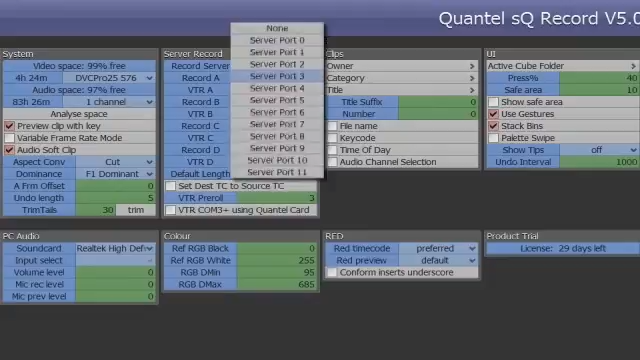 Quantel sQ Record V5.0
None
Server Port 0
Server Port 1
Server Port 2
Server Port 3
Server Port 4
Server Port 5
Server Port 6
Server Port 7
Server Port 8
Server Port 9
Server Port 10
Server Port 11
System
Video space: 99% free
4h 24m DVCPro25 576
Audio space: 97% free
83h 26m 1 channel
Analyse space
Preview clip with key
Variable Frame Rate Mode
Audio Soft Clip
Aspect Conv Cut
Dominance F1 Dominant
A Frm Offset 0
Undo length 5
TrimTails 30 trim
Server Record
Record Server
Record A
VTR A
Record B
VTR B
Record C
VTR C
Record D
VTR D
Default Leng
Set Dest TC to Source TC
VTR Preroll 3
VTR COM3+ using Quantel Card
Clips
Owner >
Category >
Title >
Title Suffix 0
Number 0
File name
Keycode
Time Of Day
Audio Channel Selection
UI
Active Cube Folder
Press% 40
Safe area 10
Show safe area
Use Gestures
Stack Bins
Palette Swipe
Show Tips off
Undo Interval 1000
PC Audio
Soundcard Realtek High Defi
Input select
Volume level 0
Mic rec level 0
Mic prev level 0
Colour
Ref RGB Black 0
Ref RGB White 255
RGB DMin 95
RGB DMax 685
RED
Red timecode preferred
Red preview default
Conform inserts underscore
Product Trial
License: 29 days left